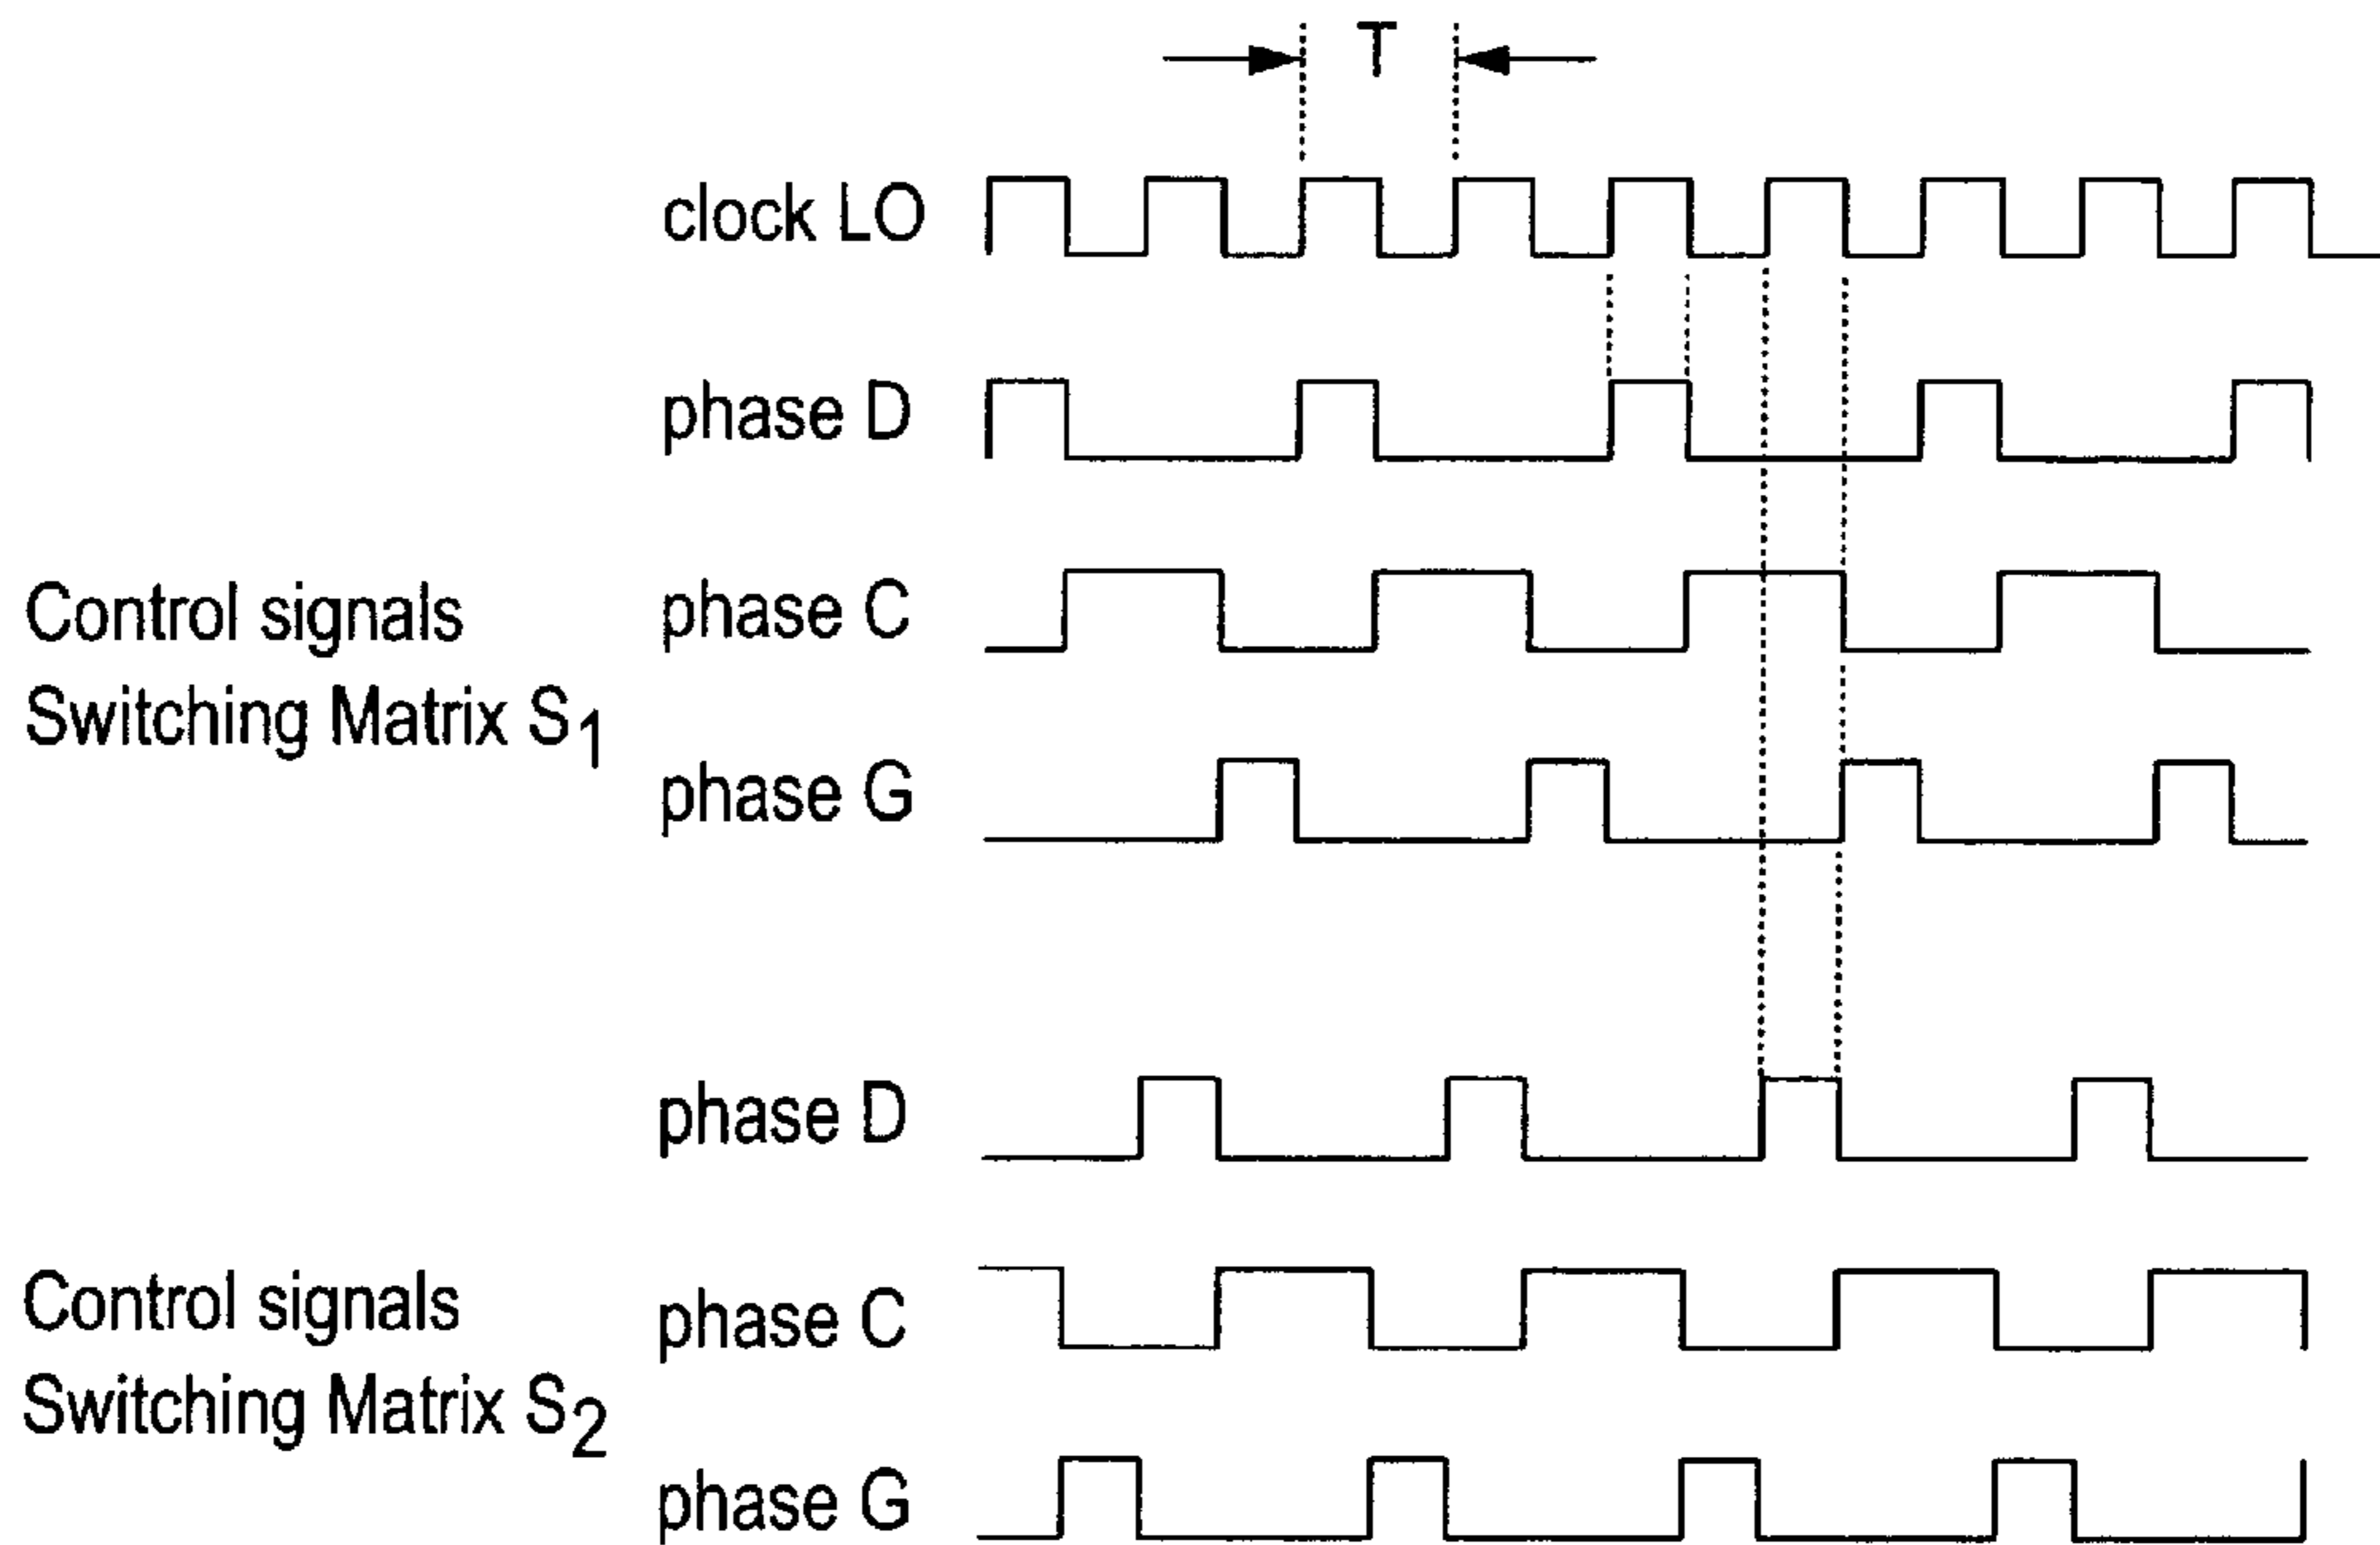 T
clock LO
phase D
Control signals
Switching Matrix S1
phase C
phase G
phase D
Control signals
Switching Matrix S2
phase C
phase G